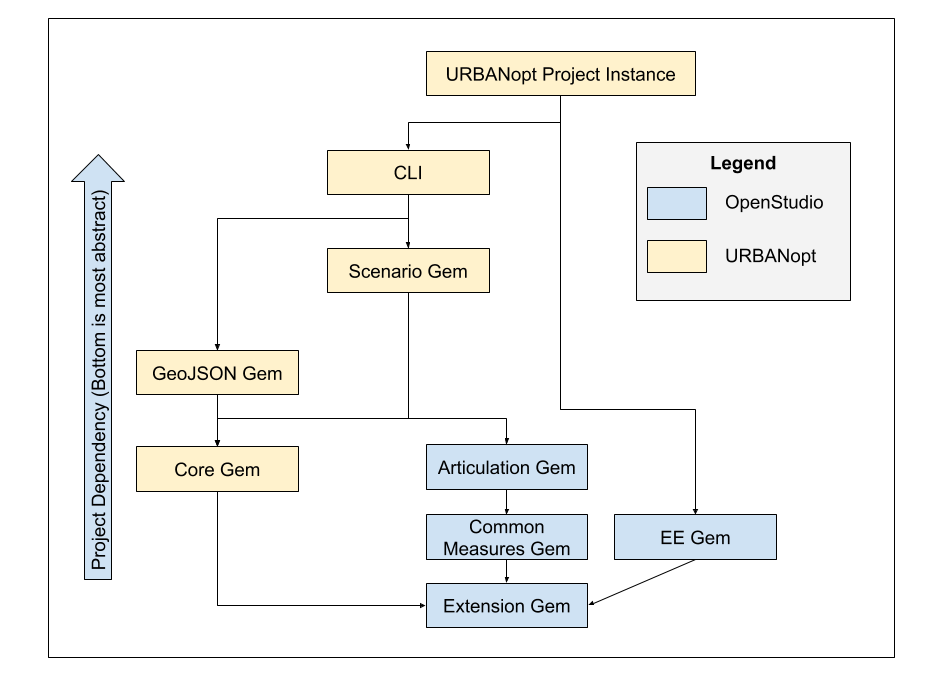 URBANopt Project Instance
CLI
Legend
OpenStudio
URBANopt
Scenario Gem
Project Dependency (Bottom is most abstract)
GeoJSON Gem
Core Gem
Articulation Gem
Common
Measures Gem
EE Gem
Extension Gem